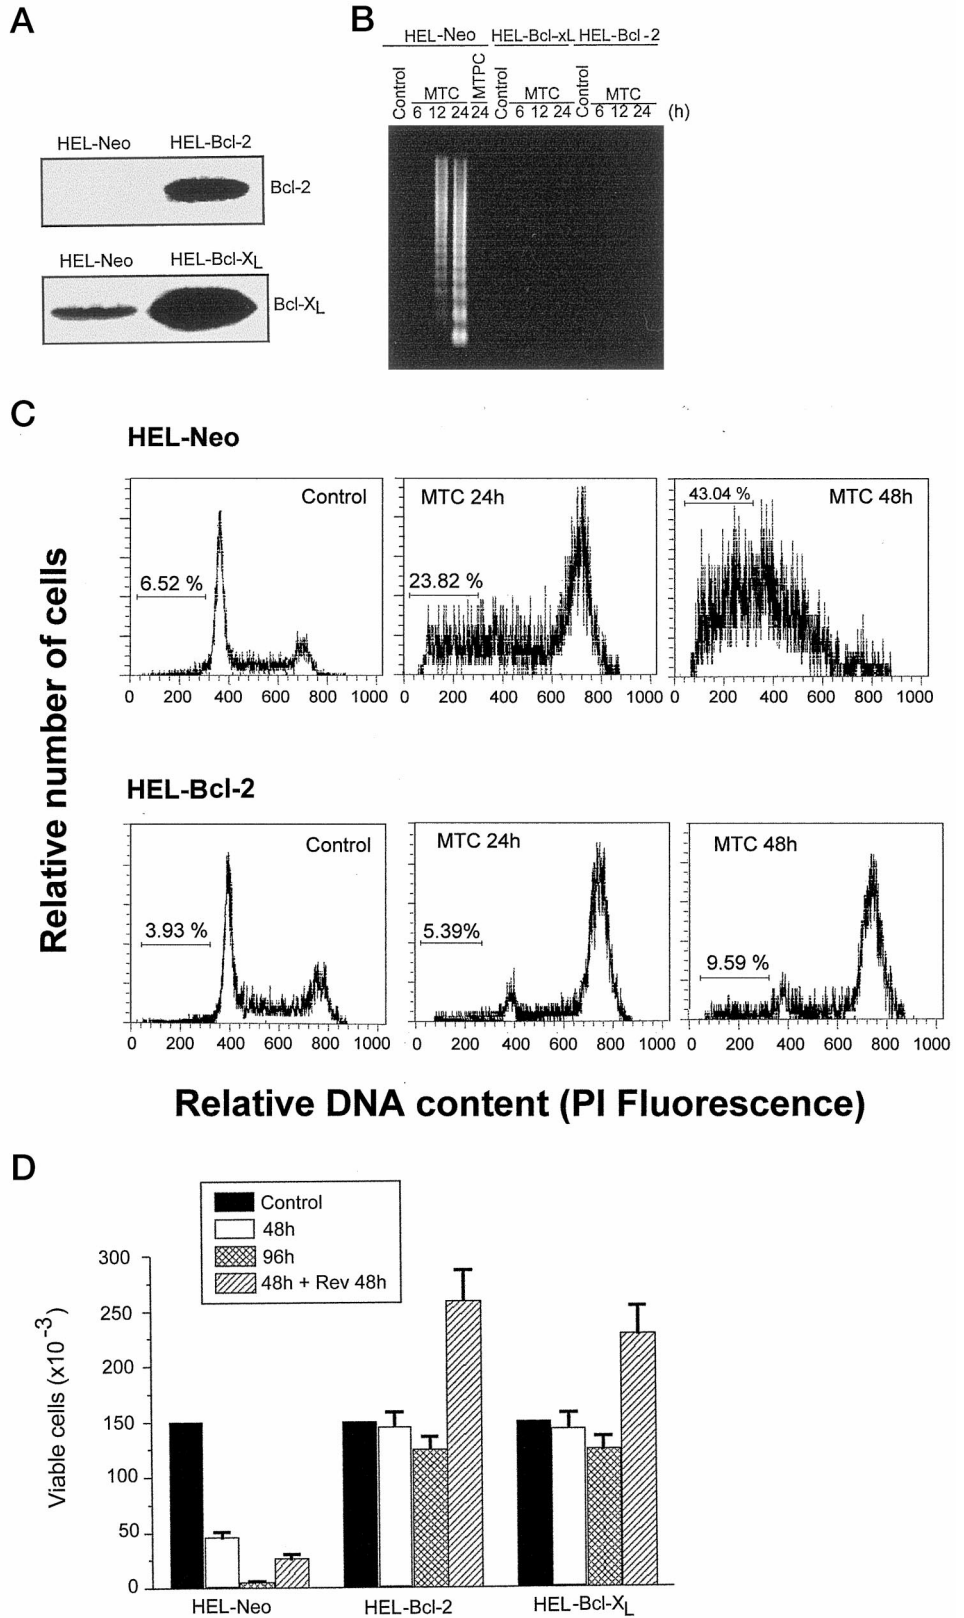 A
HEL-Neo HEL-Bcl-2
Bcl-2
HEL-Neo HEL-Bcl-XL
Bcl-XL
B
HEL-Neo HEL-Bcl-xL HEL-Bcl-2
Control MTC MTPC Control MTC Control MTC
6 12 24 24 6 12 24 6 12 24 (h)
C
HEL-Neo
Control
6.52 %
0 200 400 600 800 1000
MTC 24h
23.82 %
0 200 400 600 800 1000
43.04 %
MTC 48h
0 200 400 600 800 1000
Relative number of cells
HEL-Bcl-2
Control
3.93 %
0 200 400 600 800 1000
MTC 24h
5.39%
0 200 400 600 800 1000
MTC 48h
9.59 %
0 200 400 600 800 1000
Relative DNA content (PI Fluorescence)
D
Control
48h
96h
48h + Rev 48h
Viable cells (x10-3)
300
250
200
150
100
50
0
HEL-Neo HEL-Bcl-2 HEL-Bcl-XL